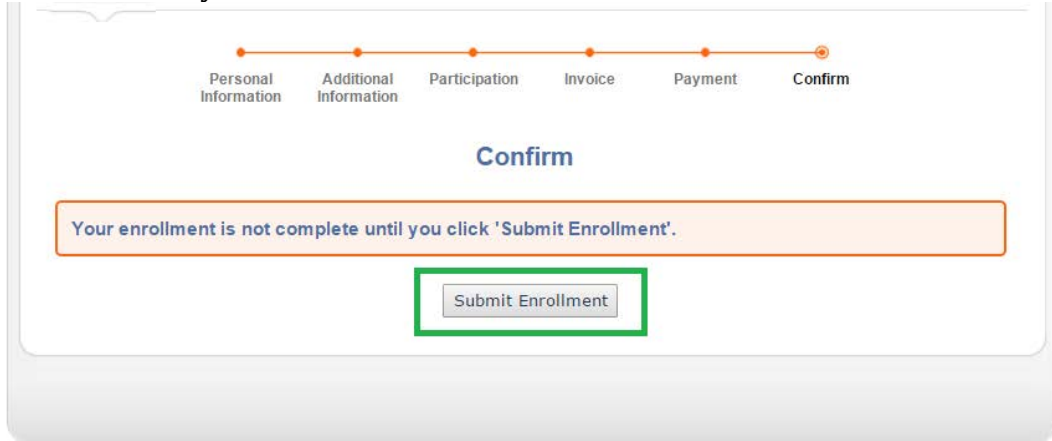 Personal Information
Additional Information
Participation
Invoice
Payment
Confirm
Confirm
Your enrollment is not complete until you click 'Submit Enrollment'.
Submit Enrollment